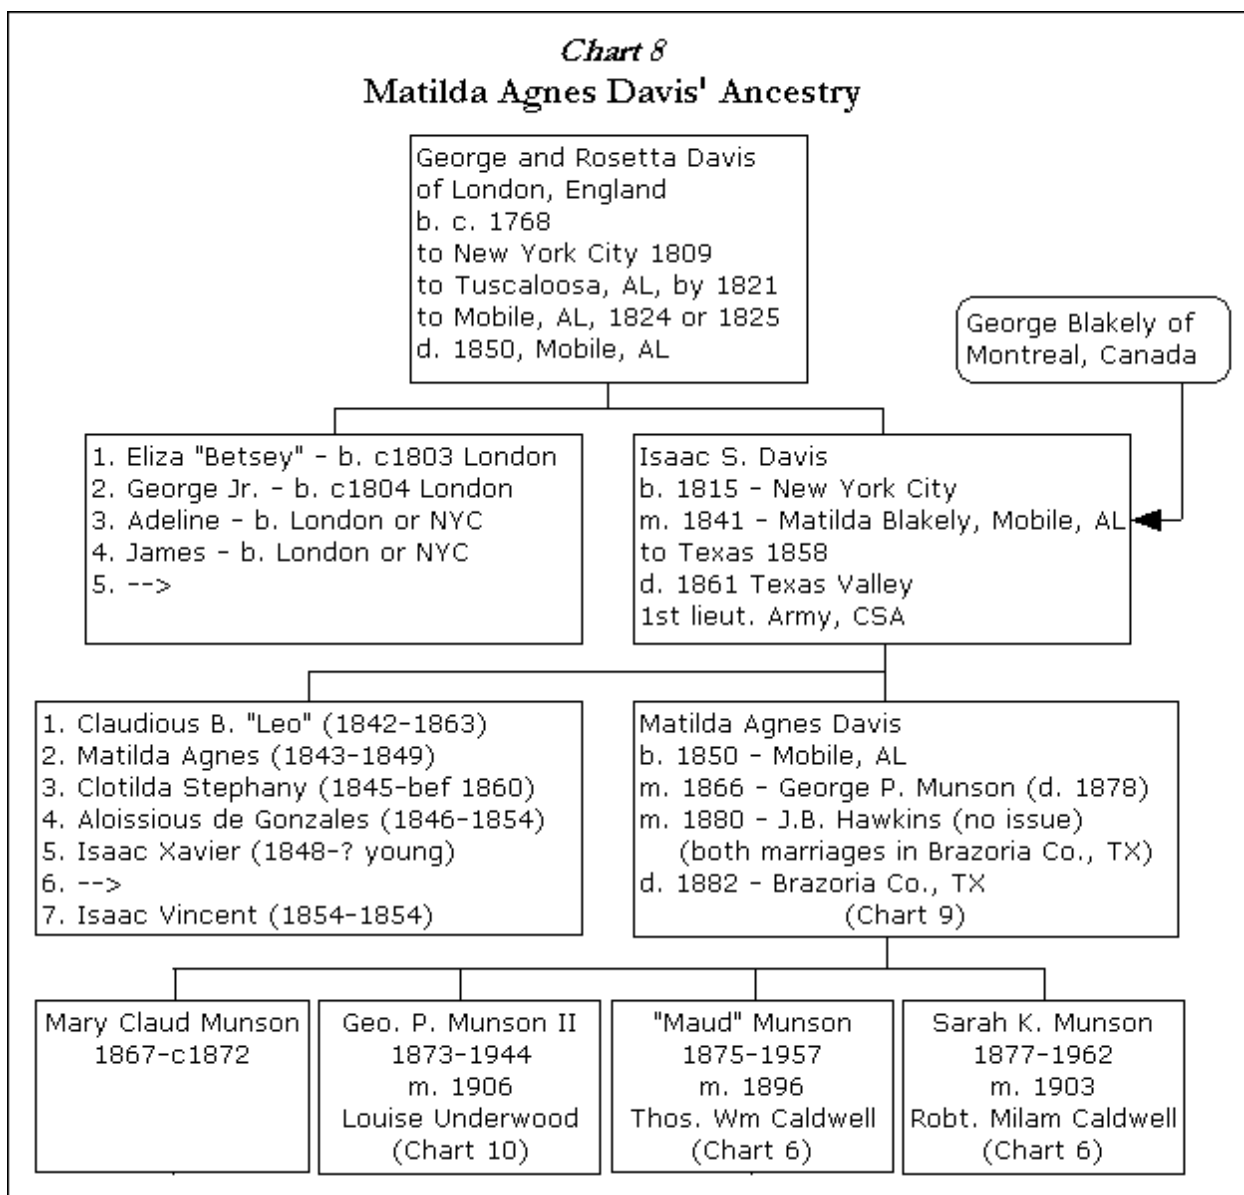 Chart 8
Matilda Agnes Davis' Ancestry
George and Rosetta Davis
of London, England
b. c. 1768
to New York City 1809
to Tuscaloosa, AL, by 1821
to Mobile, AL, 1824 or 1825
d. 1850, Mobile, AL
George Blakely of
Montreal, Canada
1. Eliza "Betsey" - b. c1803 London
2. George Jr. - b. c1804 London
3. Adeline - b. London or NYC
4. James - b. London or NYC
5. -->
Isaac S. Davis
b. 1815 - New York City
m. 1841 - Matilda Blakely, Mobile, AL
to Texas 1858
d. 1861 Texas Valley
1st lieut. Army, CSA
1. Claudious B. "Leo" (1842-1863)
2. Matilda Agnes (1843-1849)
3. Clotilda Stephany (1845-bef 1860)
4. Aloissious de Gonzales (1846-1854)
5. Isaac Xavier (1848-? young)
6. -->
7. Isaac Vincent (1854-1854)
Matilda Agnes Davis
b. 1850 - Mobile, AL
m. 1866 - George P. Munson (d. 1878)
m. 1880 - J.B. Hawkins (no issue)
(both marriages in Brazoria Co., TX)
d. 1882 - Brazoria Co., TX
(Chart 9)
Mary Claud Munson
1867-c1872
Geo. P. Munson II
1873-1944
m. 1906
Louise Underwood
(Chart 10)
"Maud" Munson
1875-1957
m. 1896
Thos. Wm Caldwell
(Chart 6)
Sarah K. Munson
1877-1962
m. 1903
Robt. Milam Caldwell
(Chart 6)